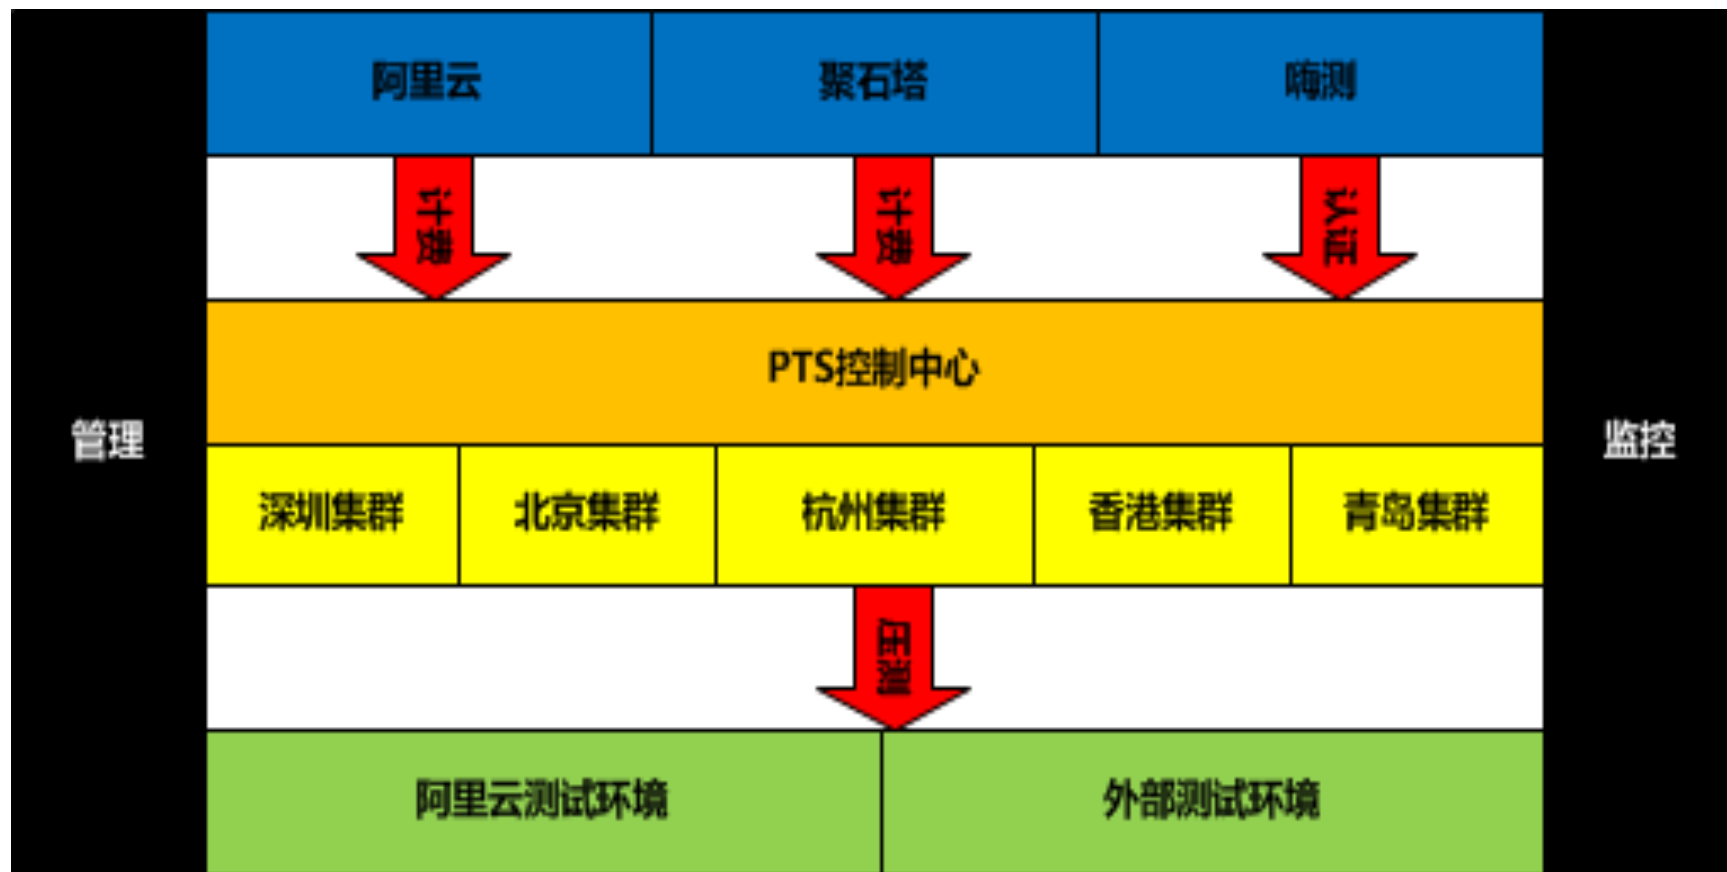 阿里云
聚石塔
嗨测
计费
计费
认证
PTS控制中心
管理
监控
深圳集群
北京集群
杭州集群
香港集群
青岛集群
压测
阿里云测试环境
外部测试环境